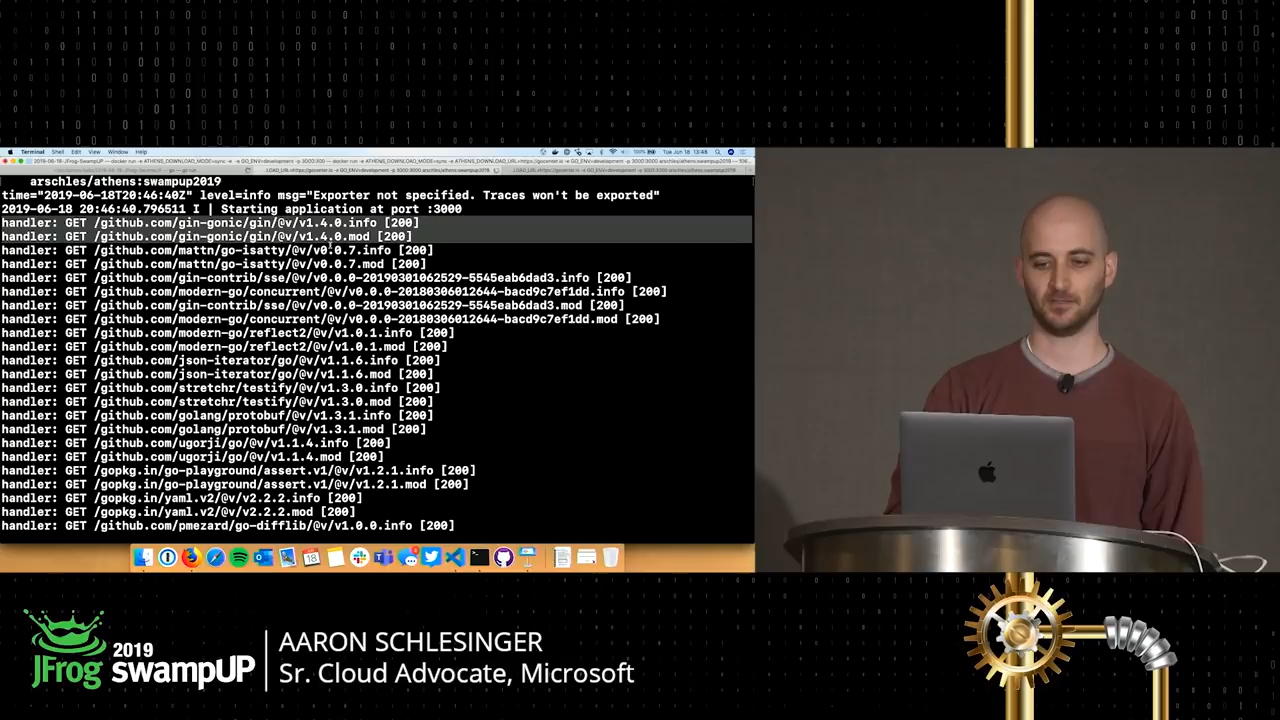 Terminal Shell Edit View Window Help
Tue Jun 18 13:46
arschles/athens:swampup2019
time="2019-06-18T20:46:40Z" level=info msg="Exporter not specified. Traces won't be exported"
2019-06-18 20:46:40.796511 I | Starting application at port :3000
handler: GET /github.com/gin-gonic/gin/@v/v1.4.0.info [200]
handler: GET /github.com/gin-gonic/gin/@v/v1.4.0.mod [200]
handler: GET /github.com/mattn/go-isatty/@v/v0.0.7.info [200]
handler: GET /github.com/mattn/go-isatty/@v/v0.0.7.mod [200]
handler: GET /github.com/gin-contrib/sse/@v/v0.0.0-20190301062529-5545eab6dad3.info [200]
handler: GET /github.com/modern-go/concurrent/@v/v0.0.0-20180306012644-bacd9c7ef1dd.info [200]
handler: GET /github.com/gin-contrib/sse/@v/v0.0.0-20190301062529-5545eab6dad3.mod [200]
handler: GET /github.com/modern-go/concurrent/@v/v0.0.0-20180306012644-bacd9c7ef1dd.mod [200]
handler: GET /github.com/modern-go/reflect2/@v/v1.0.1.info [200]
handler: GET /github.com/modern-go/reflect2/@v/v1.0.1.mod [200]
handler: GET /github.com/json-iterator/go/@v/v1.1.6.info [200]
handler: GET /github.com/json-iterator/go/@v/v1.1.6.mod [200]
handler: GET /github.com/stretchr/testify/@v/v1.3.0.info [200]
handler: GET /github.com/stretchr/testify/@v/v1.3.0.mod [200]
handler: GET /github.com/golang/protobuf/@v/v1.3.1.info [200]
handler: GET /github.com/golang/protobuf/@v/v1.3.1.mod [200]
handler: GET /github.com/ugorji/go/@v/v1.1.4.info [200]
handler: GET /github.com/ugorji/go/@v/v1.1.4.mod [200]
handler: GET /gopkg.in/go-playground/assert.v1/@v/v1.2.1.info [200]
handler: GET /gopkg.in/go-playground/assert.v1/@v/v1.2.1.mod [200]
handler: GET /gopkg.in/yaml.v2/@v/v2.2.2.info [200]
handler: GET /gopkg.in/yaml.v2/@v/v2.2.2.mod [200]
handler: GET /github.com/pmezard/go-difflib/@v/v1.0.0.info [200]
18
JFrog 2019 swampUP
AARON SCHLESINGER
Sr. Cloud Advocate, Microsoft